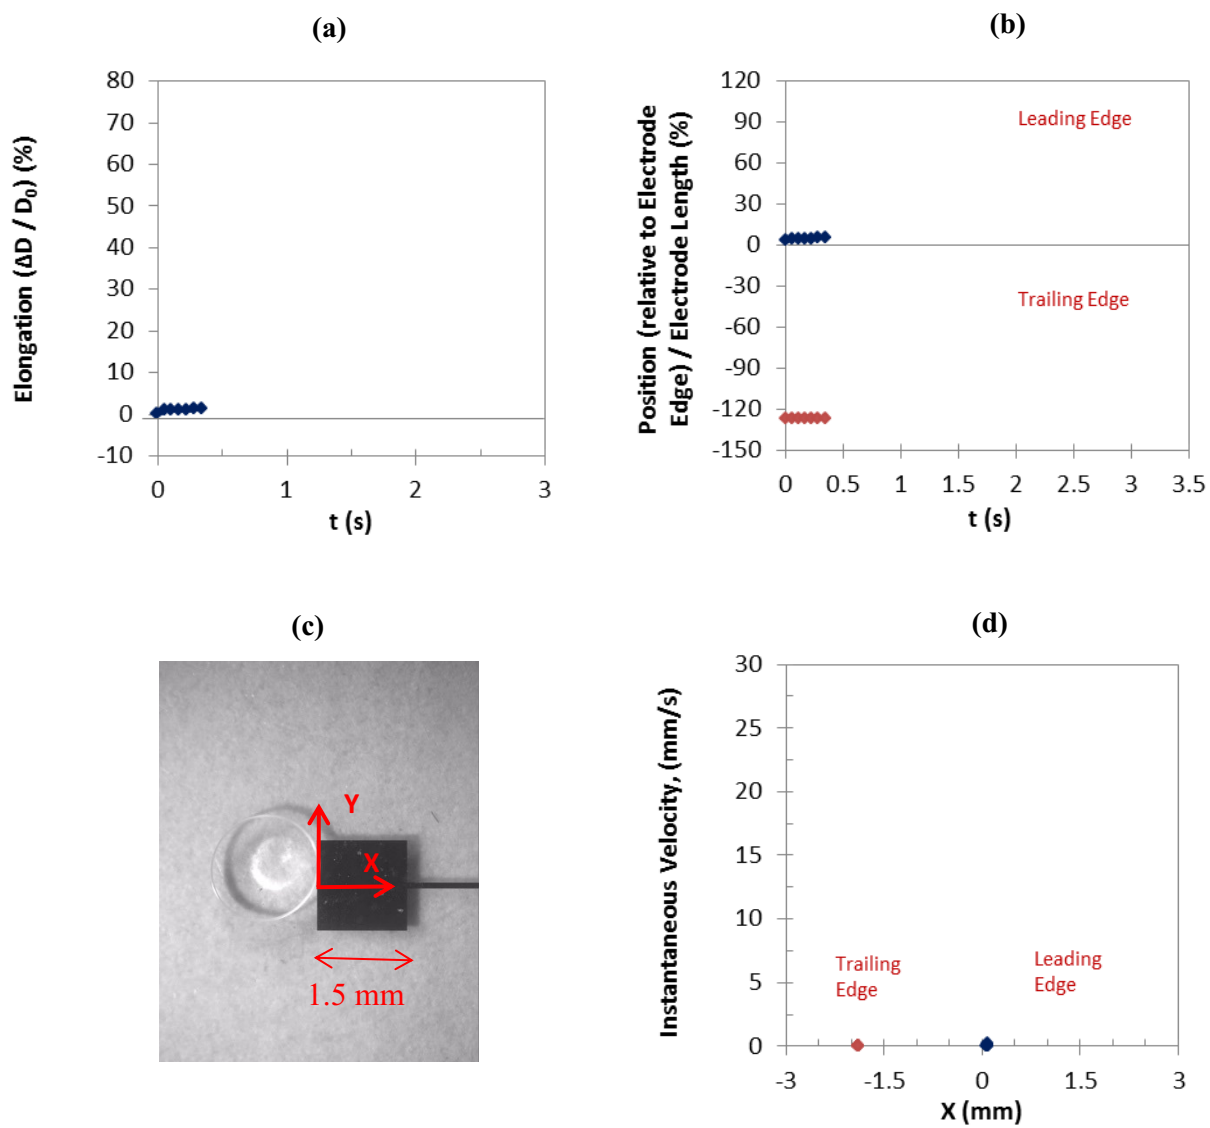 (a)
80
70
60
50
40
30
20
10
0
-10
0 1 2 3
t (s)
Elongation (ΔD / D₀) (%)
(b)
120
90
60
30
0
-30
-60
-90
-120
-150
0 0.5 1 1.5 2 2.5 3 3.5
t (s)
Position (relative to Electrode
Edge) / Electrode Length (%)
Leading Edge
Trailing Edge
(c)
Y
X
1.5 mm
(d)
30
25
20
15
10
5
0
-3 -1.5 0 1.5 3
X (mm)
Instantaneous Velocity, (mm/s)
Trailing
Edge
Leading
Edge